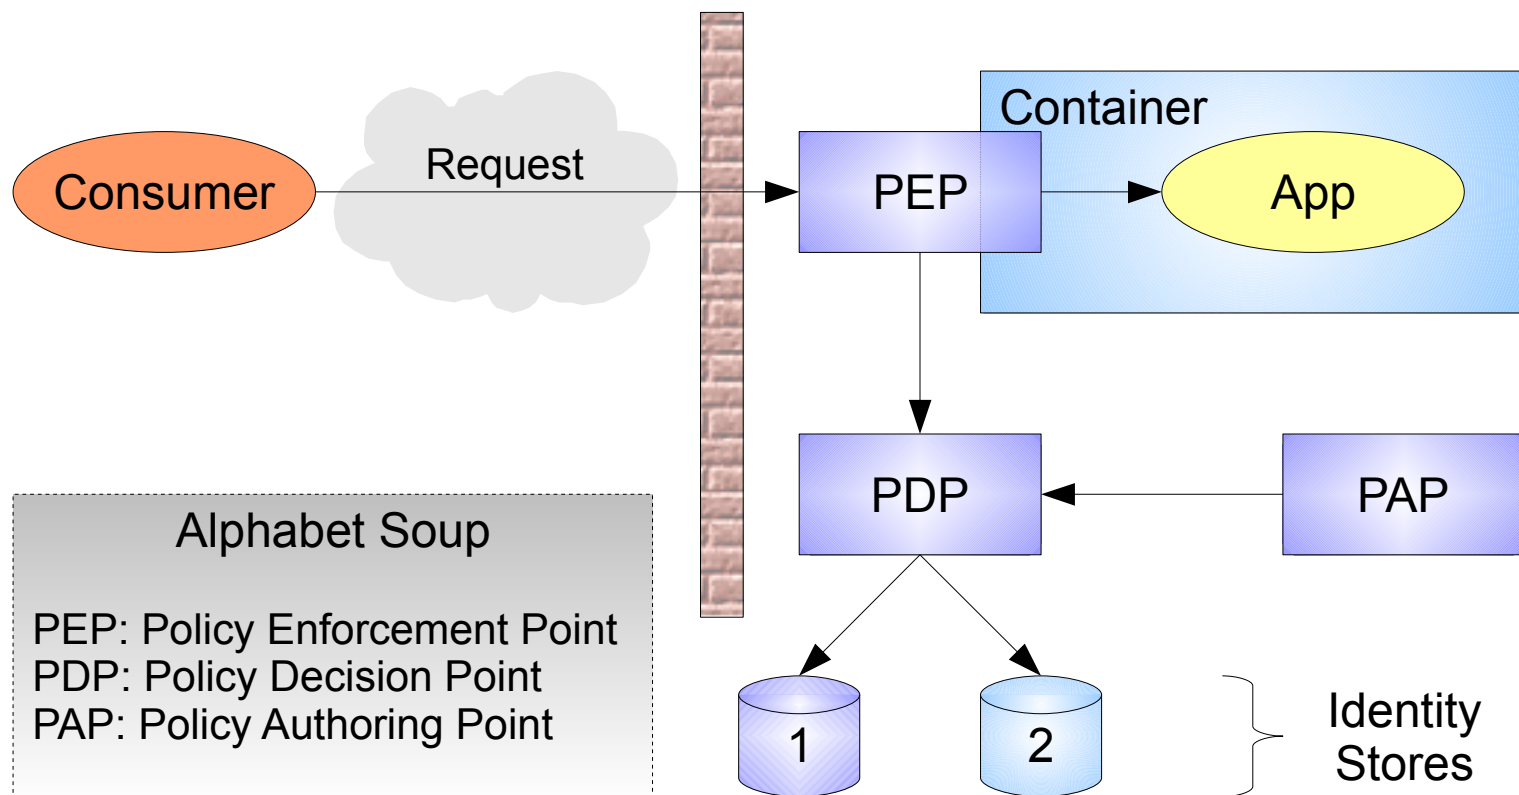 Container
Request
Consumer
PEP
App
PDP
PAP
Alphabet Soup
PEP: Policy Enforcement Point
PDP: Policy Decision Point
PAP: Policy Authoring Point
1
2
Identity
Stores